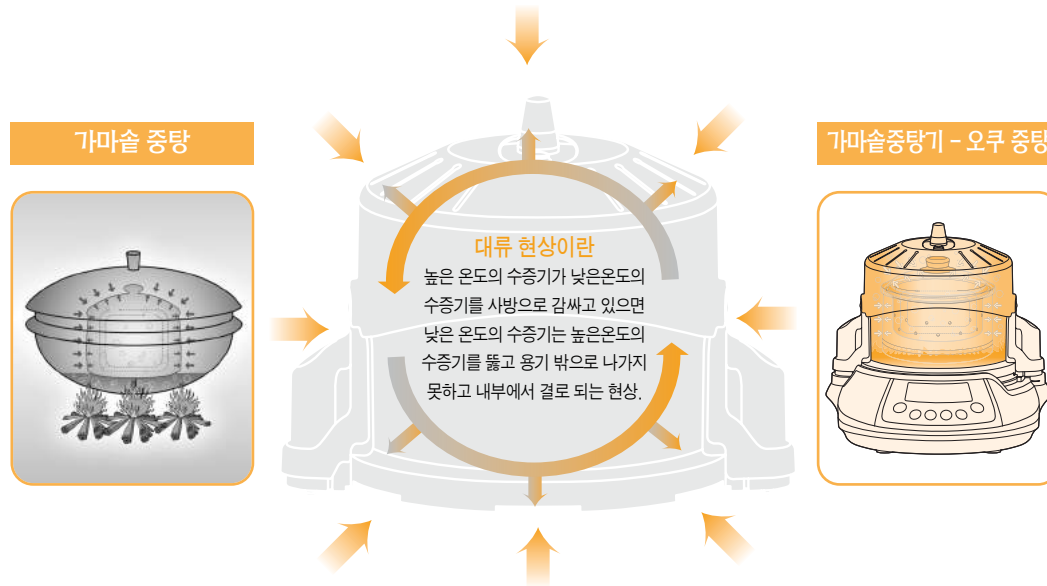 가마솥 중탕
대류 현상이란
높은 온도의 수증기가 낮은온도의
수증기를 사방으로 감싸고 있으면
낮은 온도의 수증기는 높은온도의
수증기를 뚫고 용기 밖으로 나가지
못하고 내부에서 결로 되는 현상.
가마솥중탕기 - 오쿠 중탕